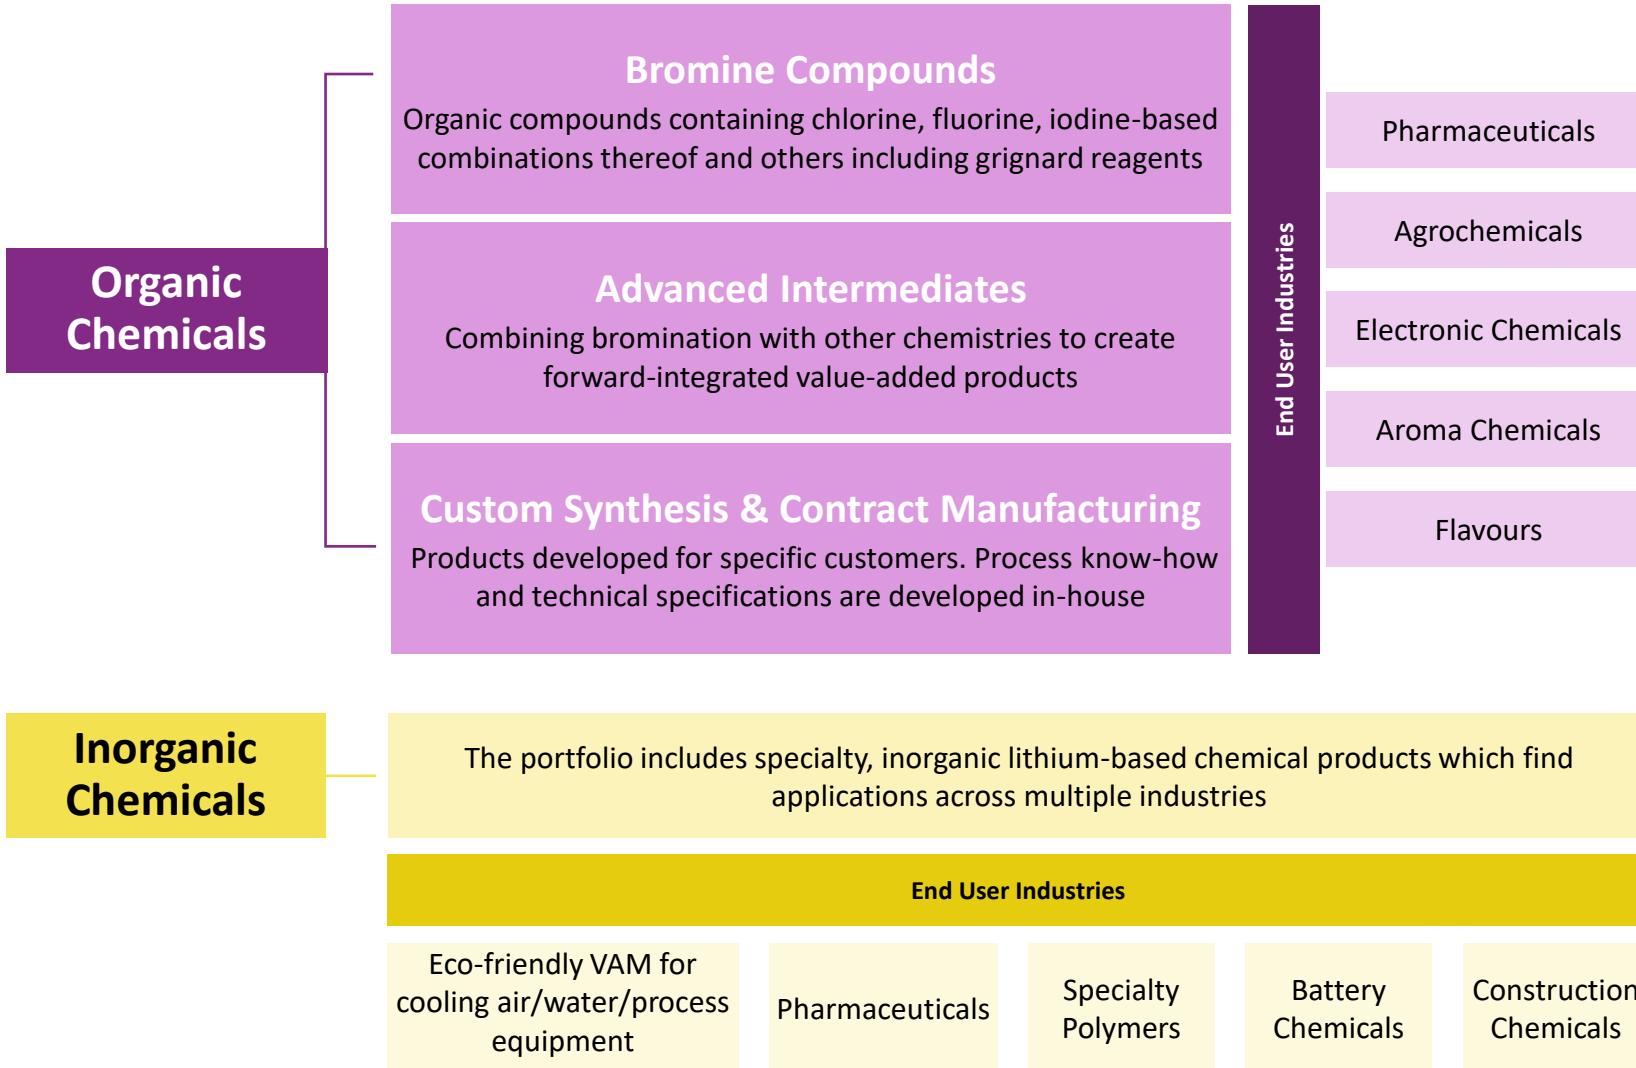 Organic
Chemicals
Bromine Compounds
Organic compounds containing chlorine, fluorine, iodine-based
combinations thereof and others including grignard reagents
Advanced Intermediates
Combining bromination with other chemistries to create
forward-integrated value-added products
Custom Synthesis & Contract Manufacturing
Products developed for specific customers. Process know-how
and technical specifications are developed in-house
End User Industries
Pharmaceuticals
Agrochemicals
Electronic Chemicals
Aroma Chemicals
Flavours
Inorganic
Chemicals
The portfolio includes specialty, inorganic lithium-based chemical products which find
applications across multiple industries
End User Industries
Eco-friendly VAM for
cooling air/water/process
equipment
Pharmaceuticals
Specialty
Polymers
Battery
Chemicals
Construction
Chemicals